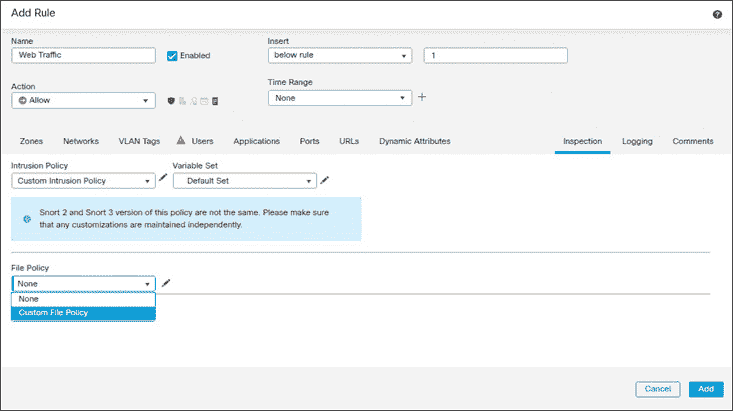 Add Rule
Name
Insert
Web Traffic
Enabled
below rule
1
Action
Time Range
Allow
None
Zones Networks VLAN Tags Users Applications Ports URLs Dynamic Attributes Inspection Logging Comments
Intrusion Policy Variable Set
Custom Intrusion Policy Default Set
Snort 2 and Snort 3 version of this policy are not the same. Please make sure
that any customizations are maintained independently.
File Policy
None
None
Custom File Policy
Cancel Add